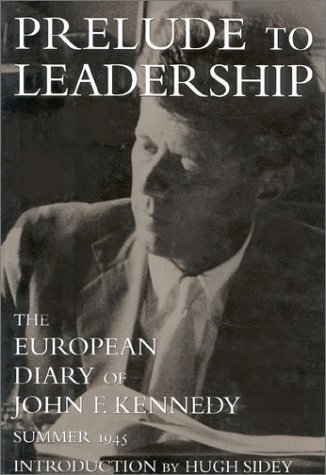 PRELUDE TO
LEADERSHIP
THE
EUROPEAN
DIARY OF
JOHN F. KENNEDY
SUMMER 1945
INTRODUCTION BY HUGH SIDEY